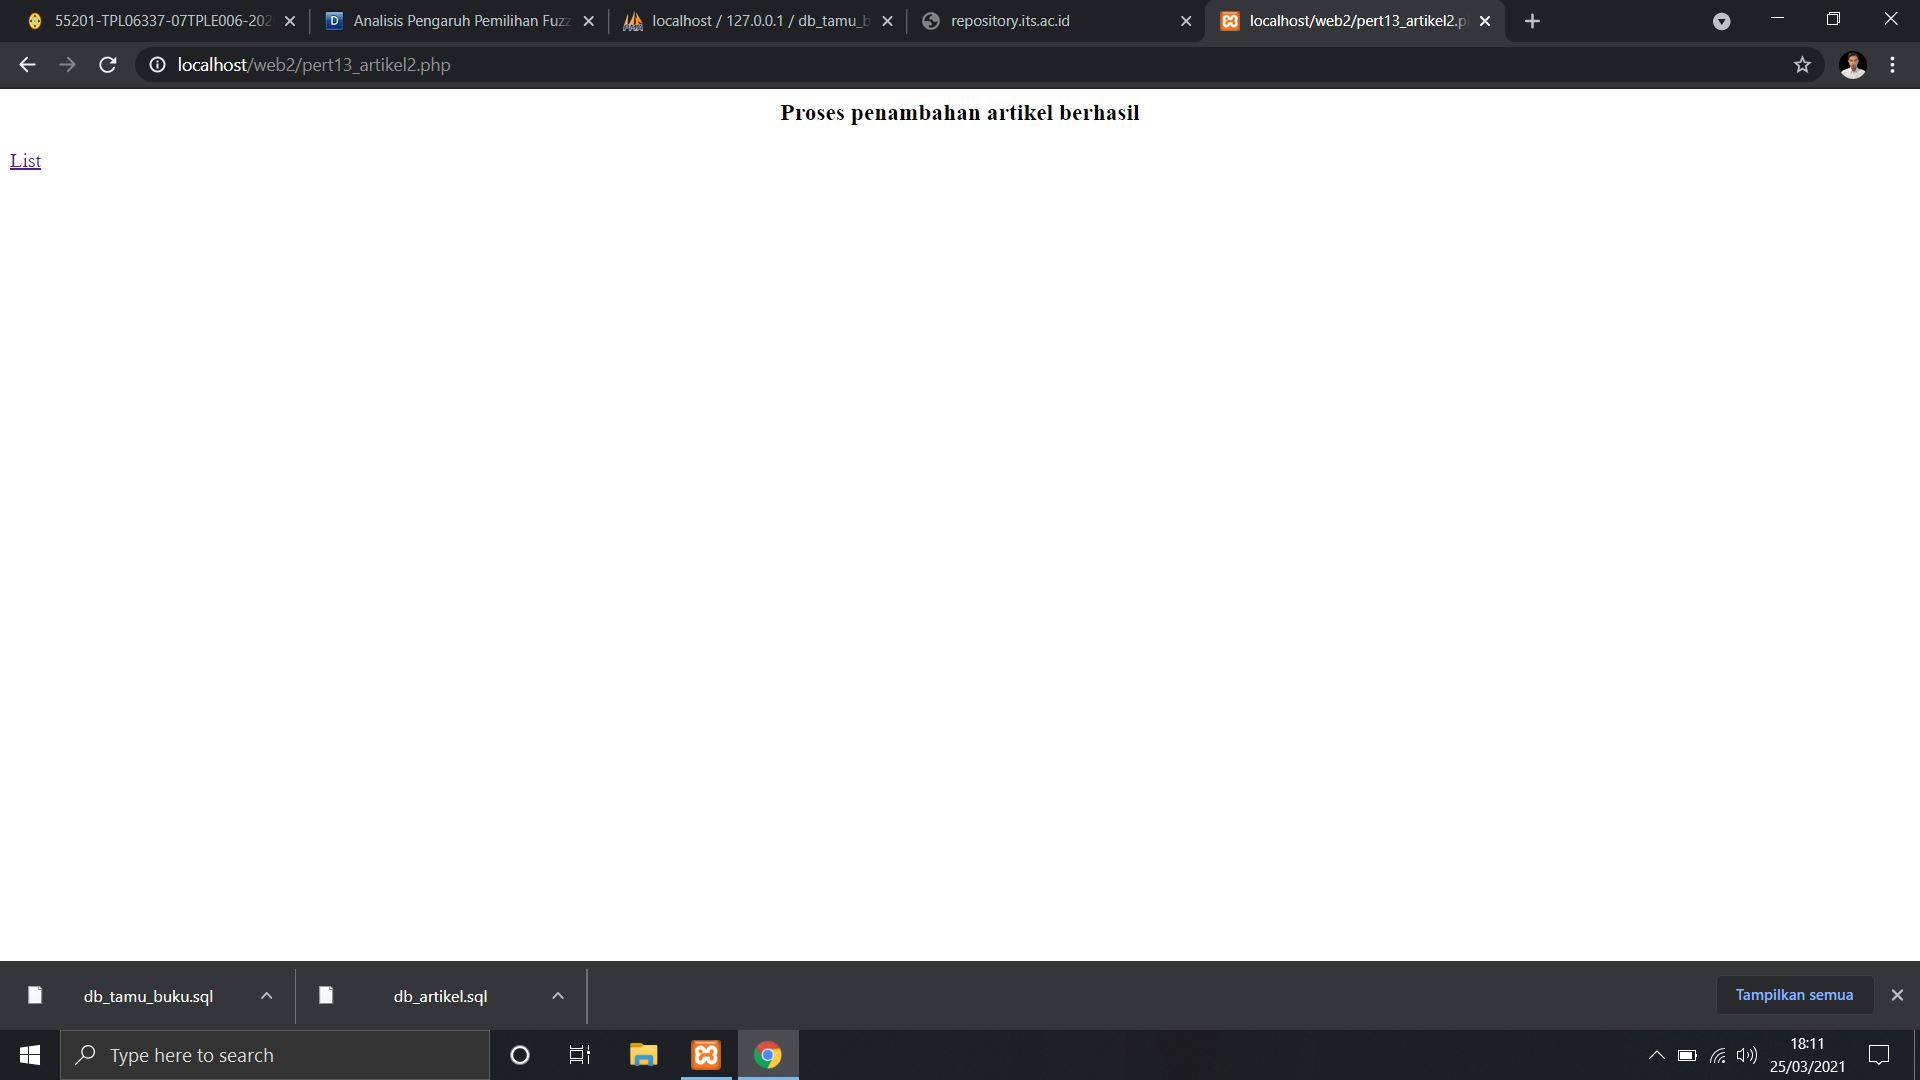 55201-TPL06337-07TPLE006-202
Analisis Pengaruh Pemilihan Fuzz
localhost / 127.0.0.1 / db_tamu_b
repository.its.ac.id
localhost/web2/pert13_artikel2.p
localhost/web2/pert13_artikel2.php
Proses penambahan artikel berhasil
List
db_tamu_buku.sql
db_artikel.sql
Tampilkan semua
Type here to search
18:11
25/03/2021